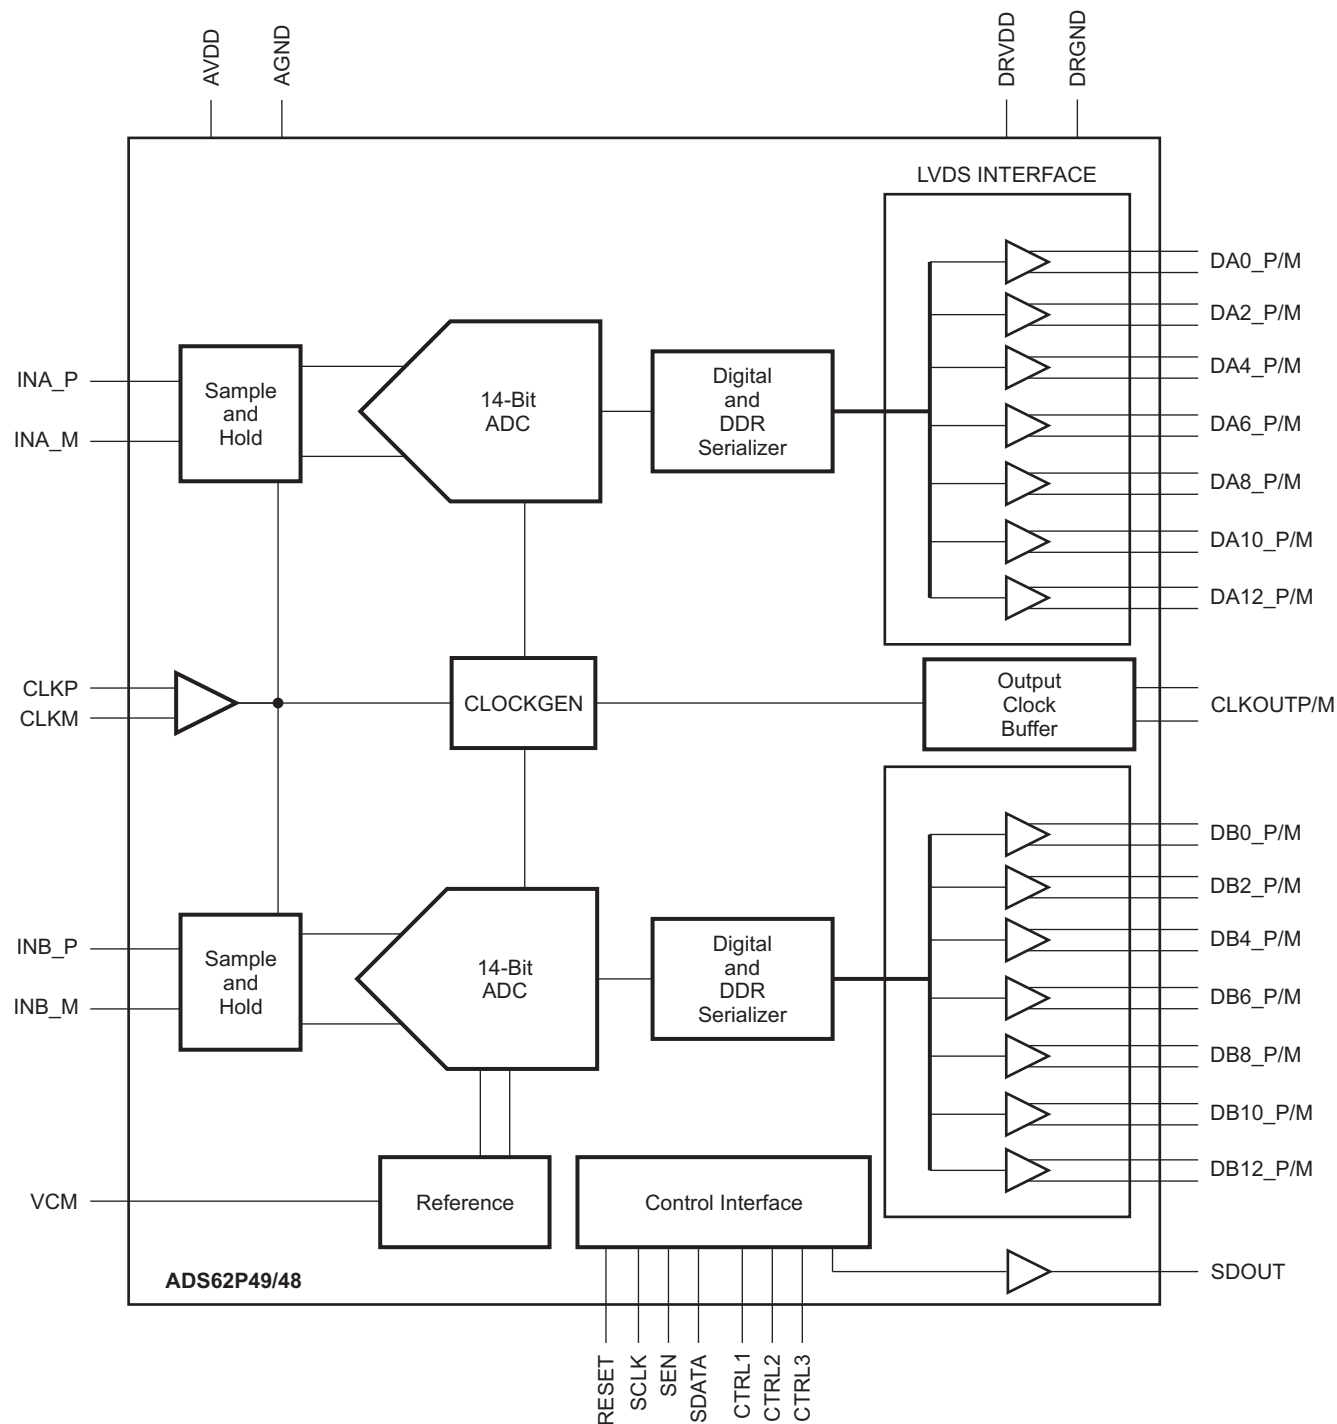 AVDD
AGND
DRVDD
DRGND
LVDS INTERFACE
DA0_P/M
DA2_P/M
DA4_P/M
DA6_P/M
DA8_P/M
DA10_P/M
DA12_P/M
INA_P
INA_M
Sample
and
Hold
14-Bit
ADC
Digital
and
DDR
Serializer
CLKP
CLKM
CLOCKGEN
Output
Clock
Buffer
CLKOUTP/M
DB0_P/M
DB2_P/M
DB4_P/M
DB6_P/M
DB8_P/M
DB10_P/M
DB12_P/M
INB_P
INB_M
Sample
and
Hold
14-Bit
ADC
Digital
and
DDR
Serializer
VCM
Reference
Control Interface
SDOUT
ADS62P49/48
RESET
SCLK
SEN
SDATA
CTRL1
CTRL2
CTRL3